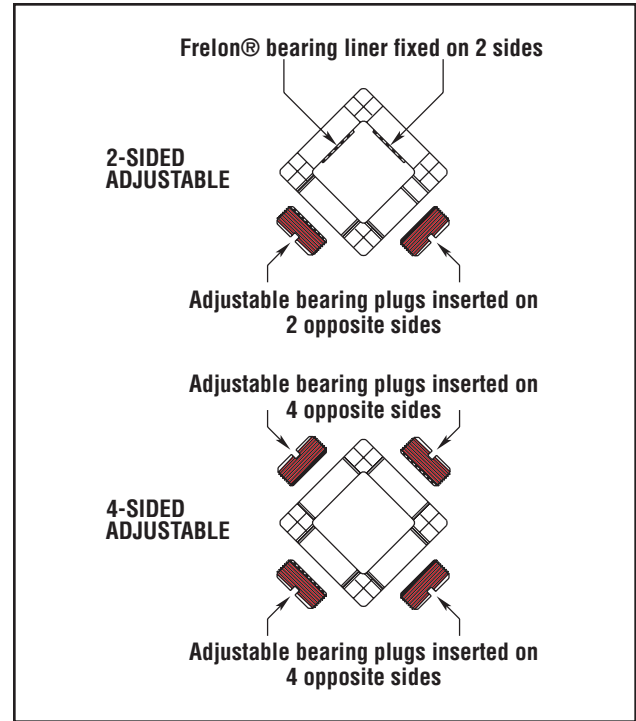 Frelon® bearing liner fixed on 2 sides
2-SIDED
ADJUSTABLE
Adjustable bearing plugs inserted on
2 opposite sides
Adjustable bearing plugs inserted on
4 opposite sides
4-SIDED
ADJUSTABLE
Adjustable bearing plugs inserted on
4 opposite sides